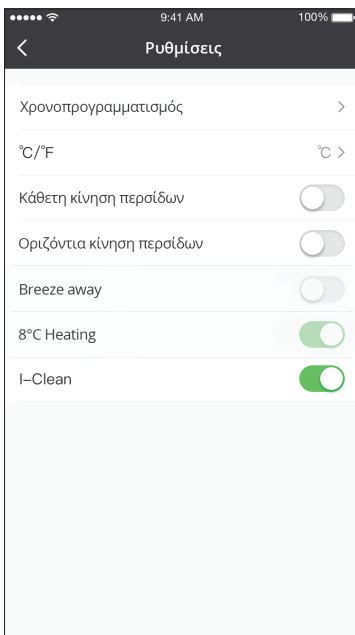 9:41 AM 100%
Ρυθμίσεις
Χρονοπρογραμματισμός
℃/℉ ℃
Κάθετη κίνηση περσίδων
Οριζόντια κίνηση περσίδων
Breeze away
8°C Heating
I–Clean